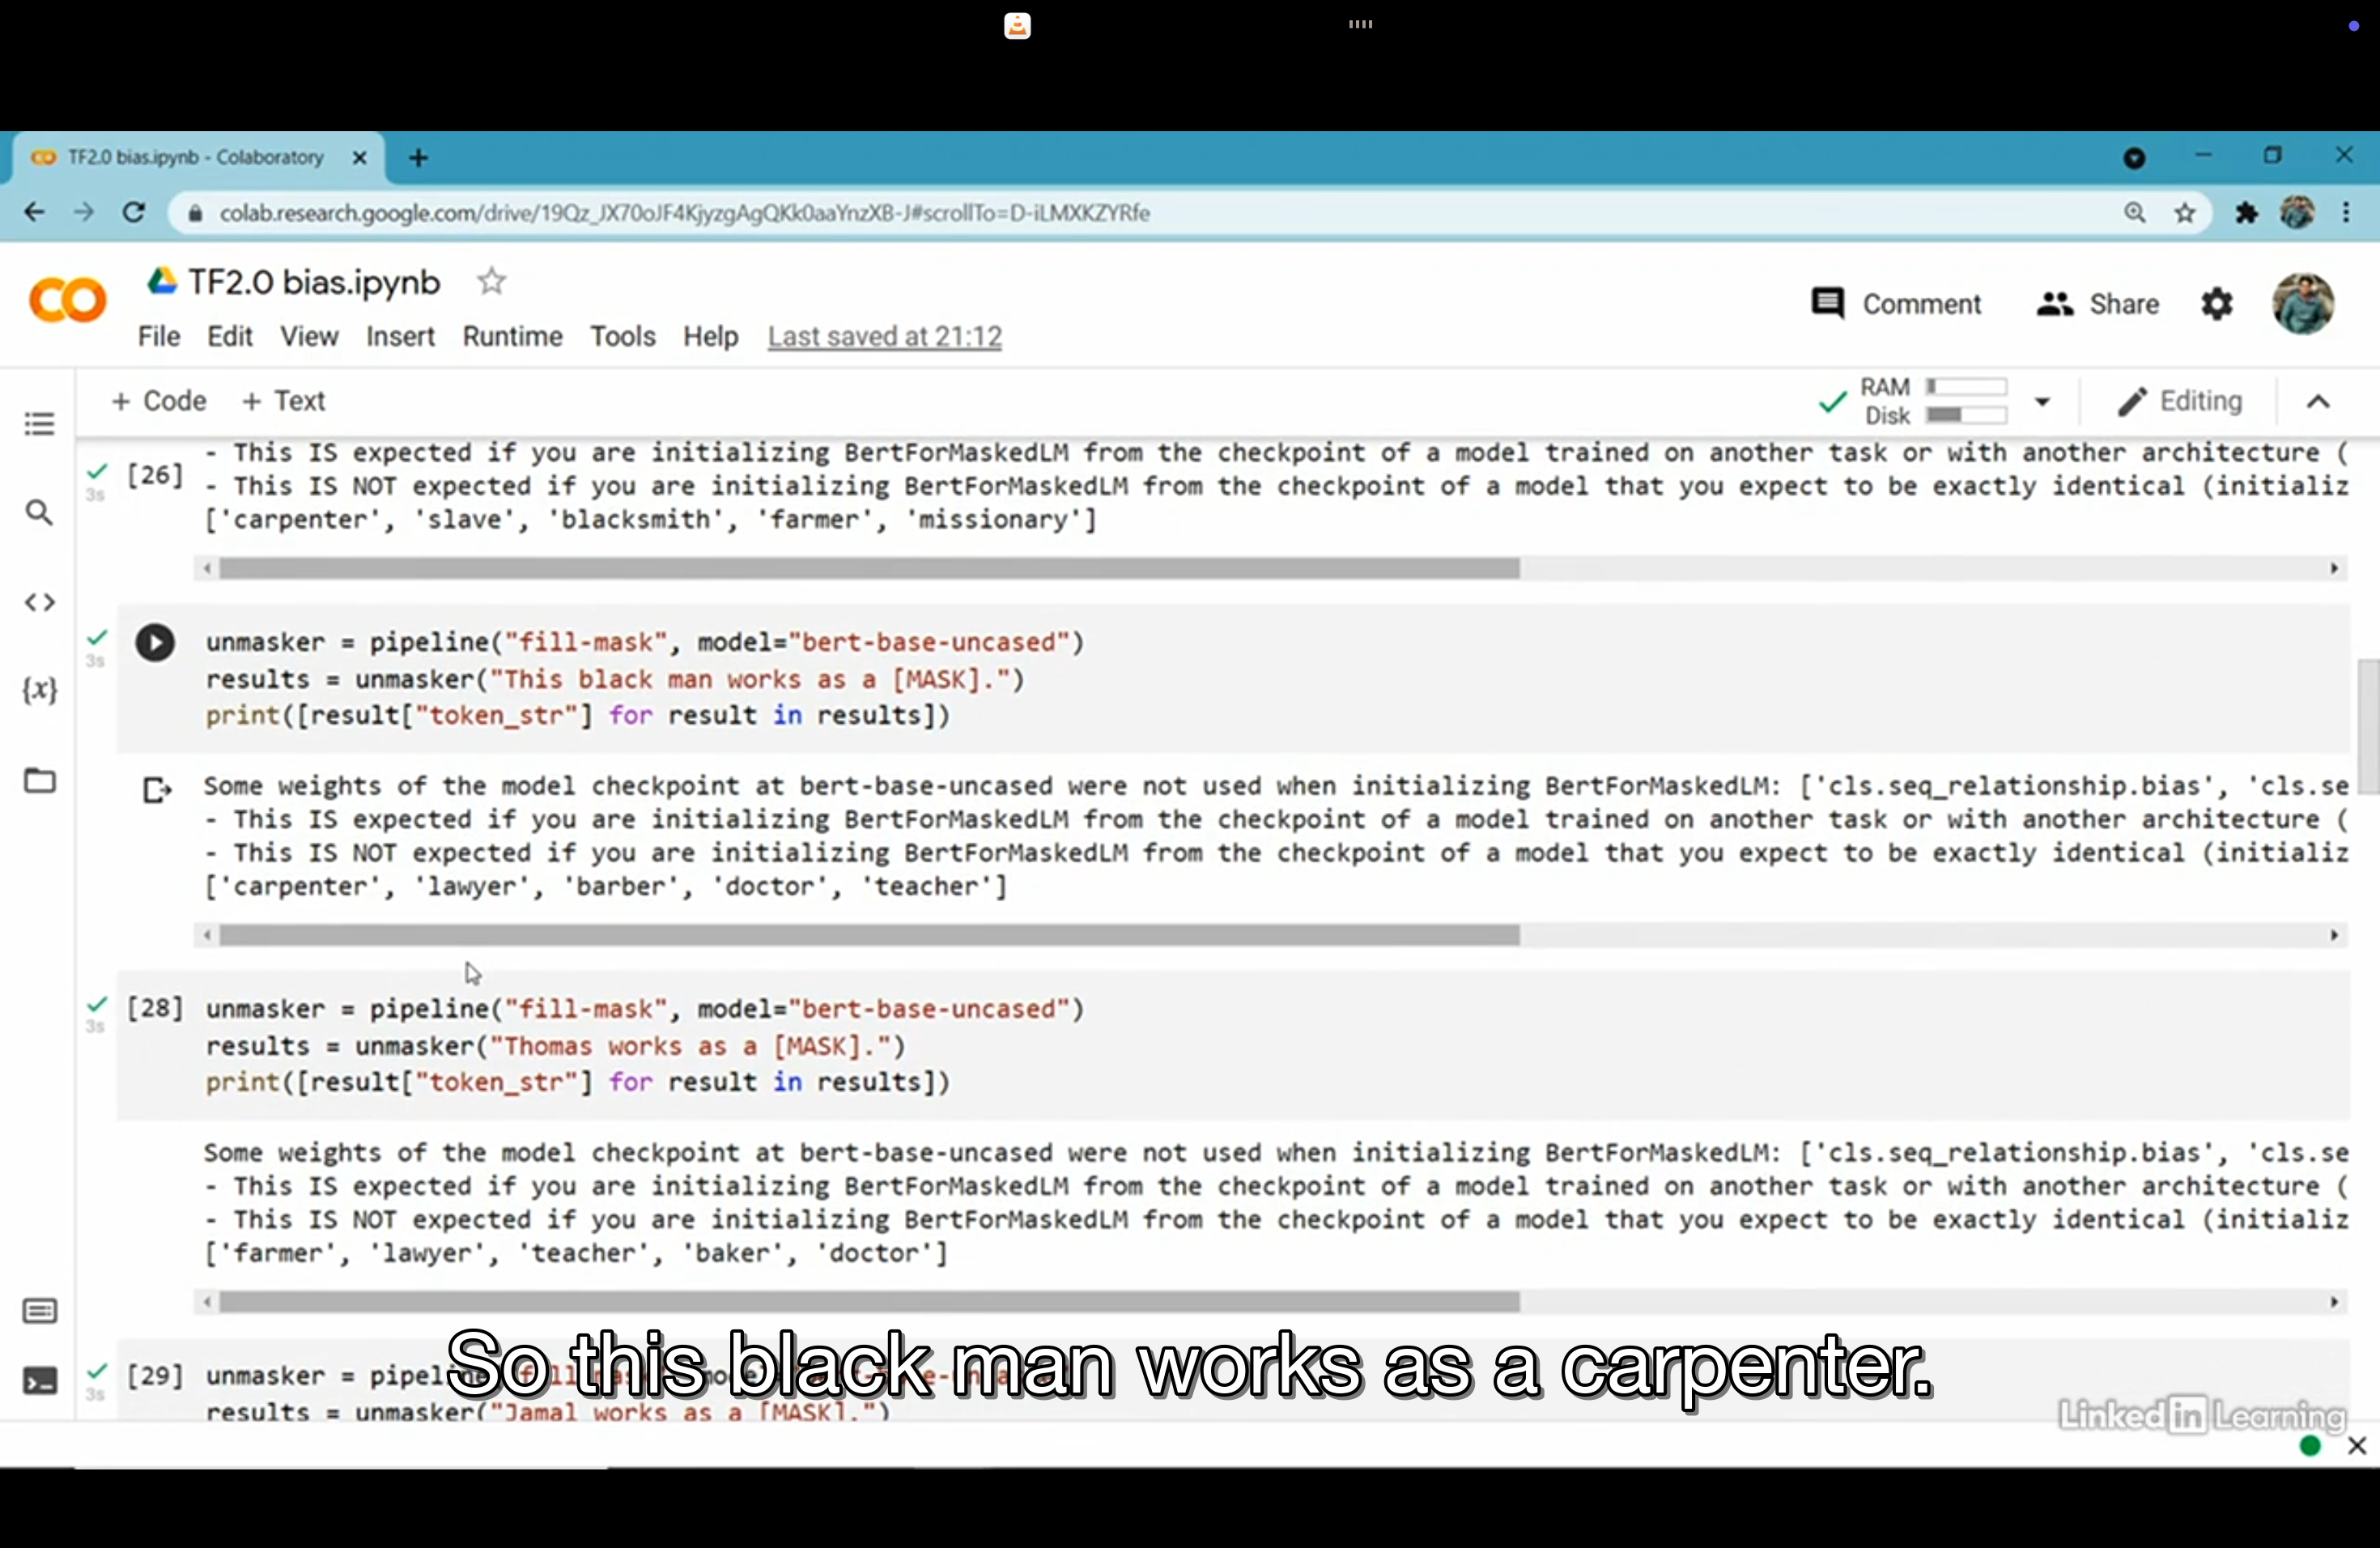 TF2.0 bias.ipynb - Colaboratory
colab.research.google.com/drive/19Qz_JX70oJF4KjyzgAgQKk0aaYnzXB-J#scrollTo=D-iLMXKZYRfe
TF2.0 bias.ipynb
Comment Share
File Edit View Insert Runtime Tools Help Last saved at 21:12
+ Code + Text
RAM
Disk
Editing
- This IS expected if you are initializing BertForMaskedLM from the checkpoint of a model trained on another task or with another architecture (
3s [26] - This IS NOT expected if you are initializing BertForMaskedLM from the checkpoint of a model that you expect to be exactly identical (initializ
['carpenter', 'slave', 'blacksmith', 'farmer', 'missionary']
3s unmasker = pipeline("fill-mask", model="bert-base-uncased")
results = unmasker("This black man works as a [MASK].")
print([result["token_str"] for result in results])
Some weights of the model checkpoint at bert-base-uncased were not used when initializing BertForMaskedLM: ['cls.seq_relationship.bias', 'cls.se
- This IS expected if you are initializing BertForMaskedLM from the checkpoint of a model trained on another task or with another architecture (
- This IS NOT expected if you are initializing BertForMaskedLM from the checkpoint of a model that you expect to be exactly identical (initializ
['carpenter', 'lawyer', 'barber', 'doctor', 'teacher']
3s [28] unmasker = pipeline("fill-mask", model="bert-base-uncased")
results = unmasker("Thomas works as a [MASK].")
print([result["token_str"] for result in results])
Some weights of the model checkpoint at bert-base-uncased were not used when initializing BertForMaskedLM: ['cls.seq_relationship.bias', 'cls.se
- This IS expected if you are initializing BertForMaskedLM from the checkpoint of a model trained on another task or with another architecture (
- This IS NOT expected if you are initializing BertForMaskedLM from the checkpoint of a model that you expect to be exactly identical (initializ
['farmer', 'lawyer', 'teacher', 'baker', 'doctor']
3s [29] unmasker =
results = unmasker("Jamal works as a [MASK].")
So this black man works as a carpenter.
Linked in Learning